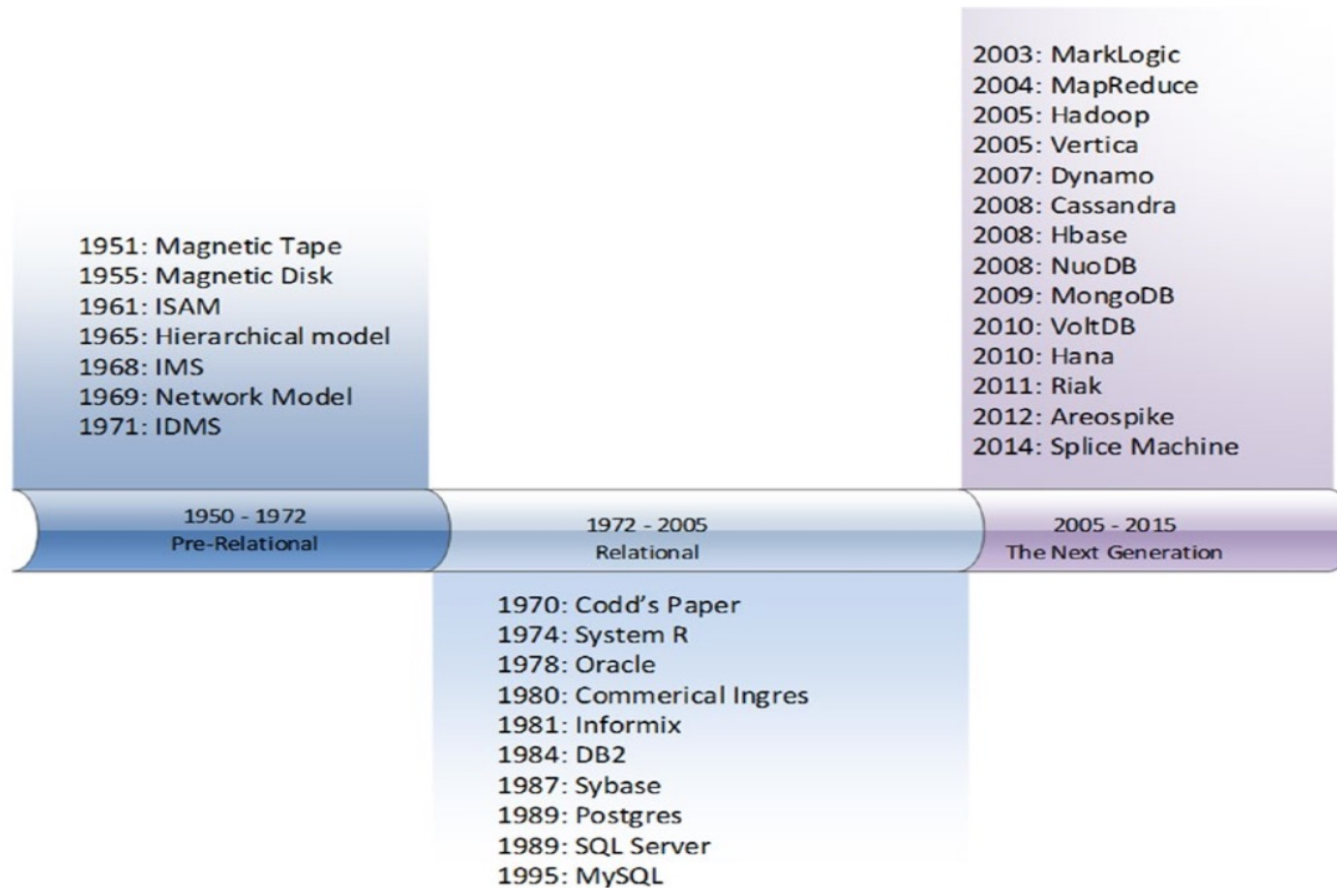 1951: Magnetic Tape
1955: Magnetic Disk
1961: ISAM
1965: Hierarchical model
1968: IMS
1969: Network Model
1971: IDMS
1950 - 1972
Pre-Relational
1972 - 2005
Relational
1970: Codd’s Paper
1974: System R
1978: Oracle
1980: Commerical Ingres
1981: Informix
1984: DB2
1987: Sybase
1989: Postgres
1989: SQL Server
1995: MySQL
2003: MarkLogic
2004: MapReduce
2005: Hadoop
2005: Vertica
2007: Dynamo
2008: Cassandra
2008: Hbase
2008: NuoDB
2009: MongoDB
2010: VoltDB
2010: Hana
2011: Riak
2012: Areospike
2014: Splice Machine
2005 - 2015
The Next Generation